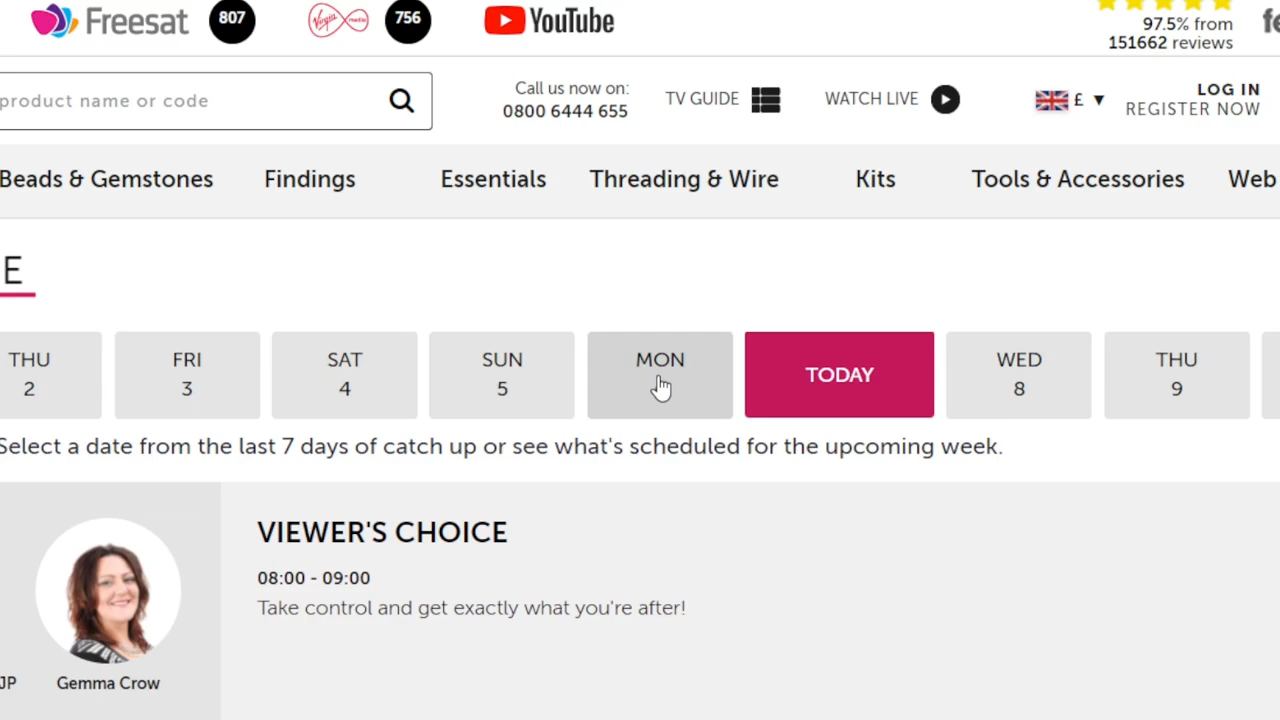 Freesat 807 Virgin media 756 YouTube
97.5% from
151662 reviews
product name or code
Call us now on:
0800 6444 655
TV GUIDE
WATCH LIVE
£ ▼
LOG IN
REGISTER NOW
Beads & Gemstones Findings Essentials Threading & Wire Kits Tools & Accessories Web
E
THU
2
FRI
3
SAT
4
SUN
5
MON
TODAY
WED
8
THU
9
Select a date from the last 7 days of catch up or see what's scheduled for the upcoming week.
VIEWER'S CHOICE
08:00 - 09:00
Take control and get exactly what you're after!
JP
Gemma Crow